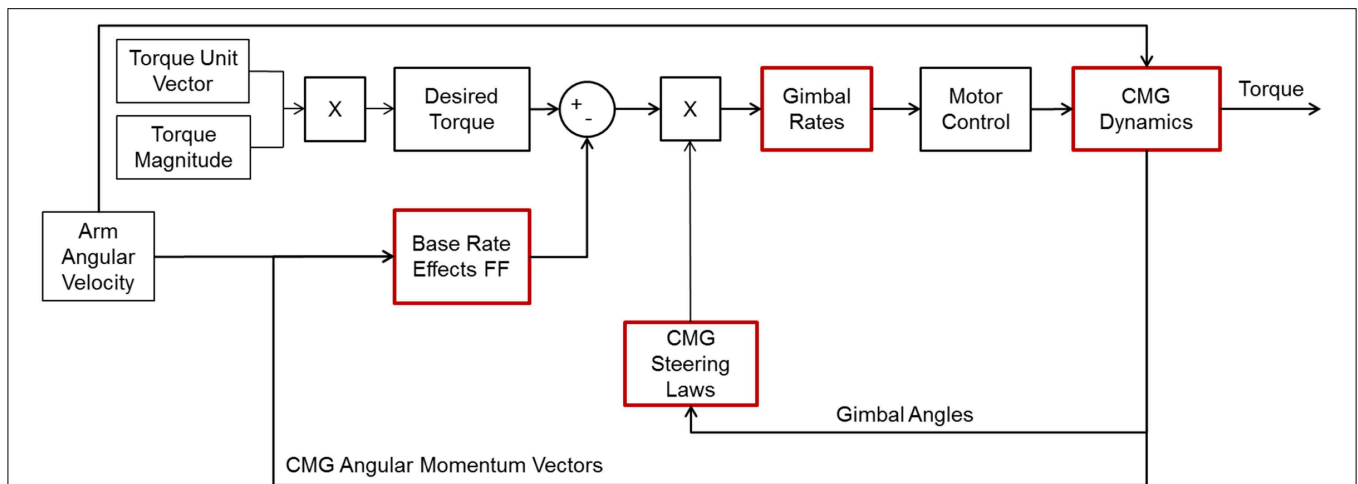 Torque Unit
Vector
Torque
Magnitude
X
Desired
Torque
+
-
X
Gimbal
Rates
Motor
Control
CMG
Dynamics
Torque
Arm
Angular
Velocity
Base Rate
Effects FF
CMG
Steering
Laws
Gimbal Angles
CMG Angular Momentum Vectors